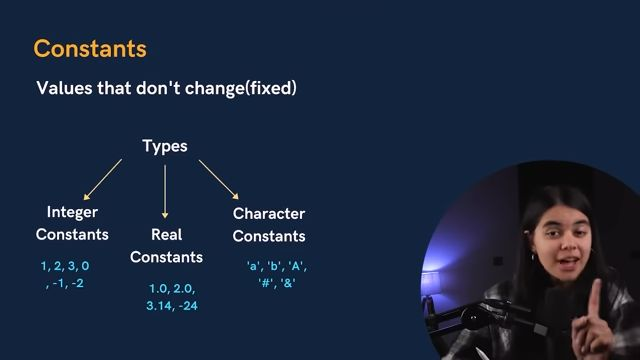 Constants
Values that don't change(fixed)
Types
Integer
Constants
1, 2, 3, 0
, -1, -2
Real
Constants
1.0, 2.0,
3.14, -24
Character
Constants
'a', 'b', 'A',
'#', '&'